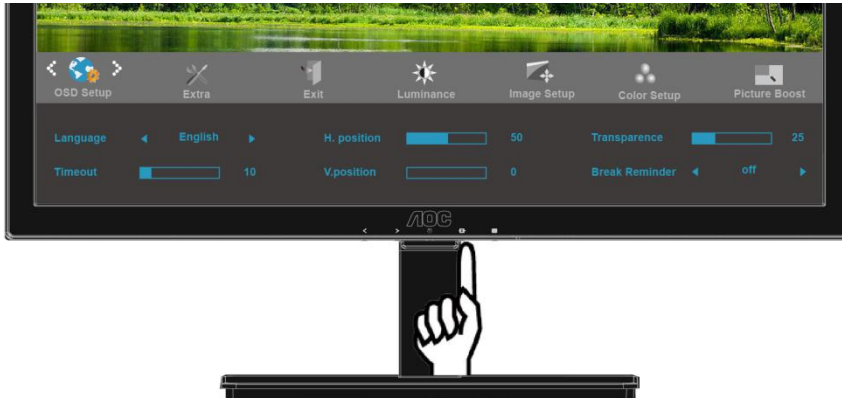 OSD Setup Extra Exit Luminance Image Setup Color Setup Picture Boost
Language English H. position 50 Transparence 25
Timeout 10 V.position 0 Break Reminder off
AOC